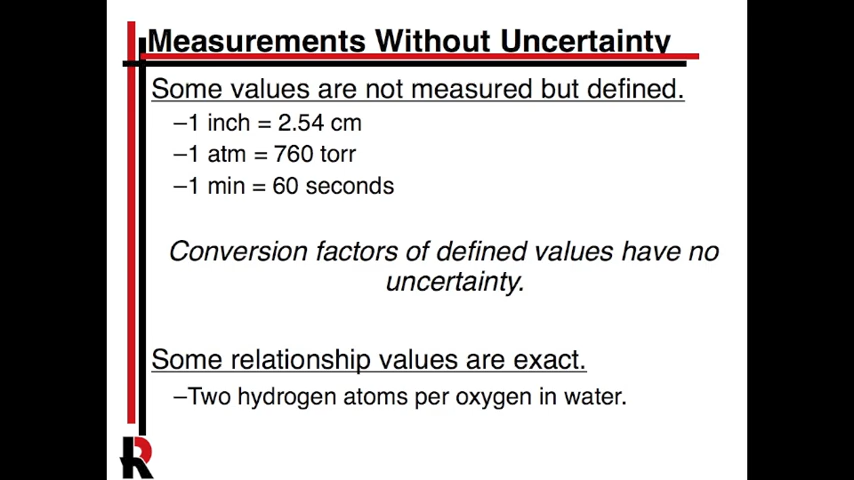 Measurements Without Uncertainty
Some values are not measured but defined.
–1 inch = 2.54 cm
–1 atm = 760 torr
–1 min = 60 seconds
Conversion factors of defined values have no
uncertainty.
Some relationship values are exact.
–Two hydrogen atoms per oxygen in water.
R